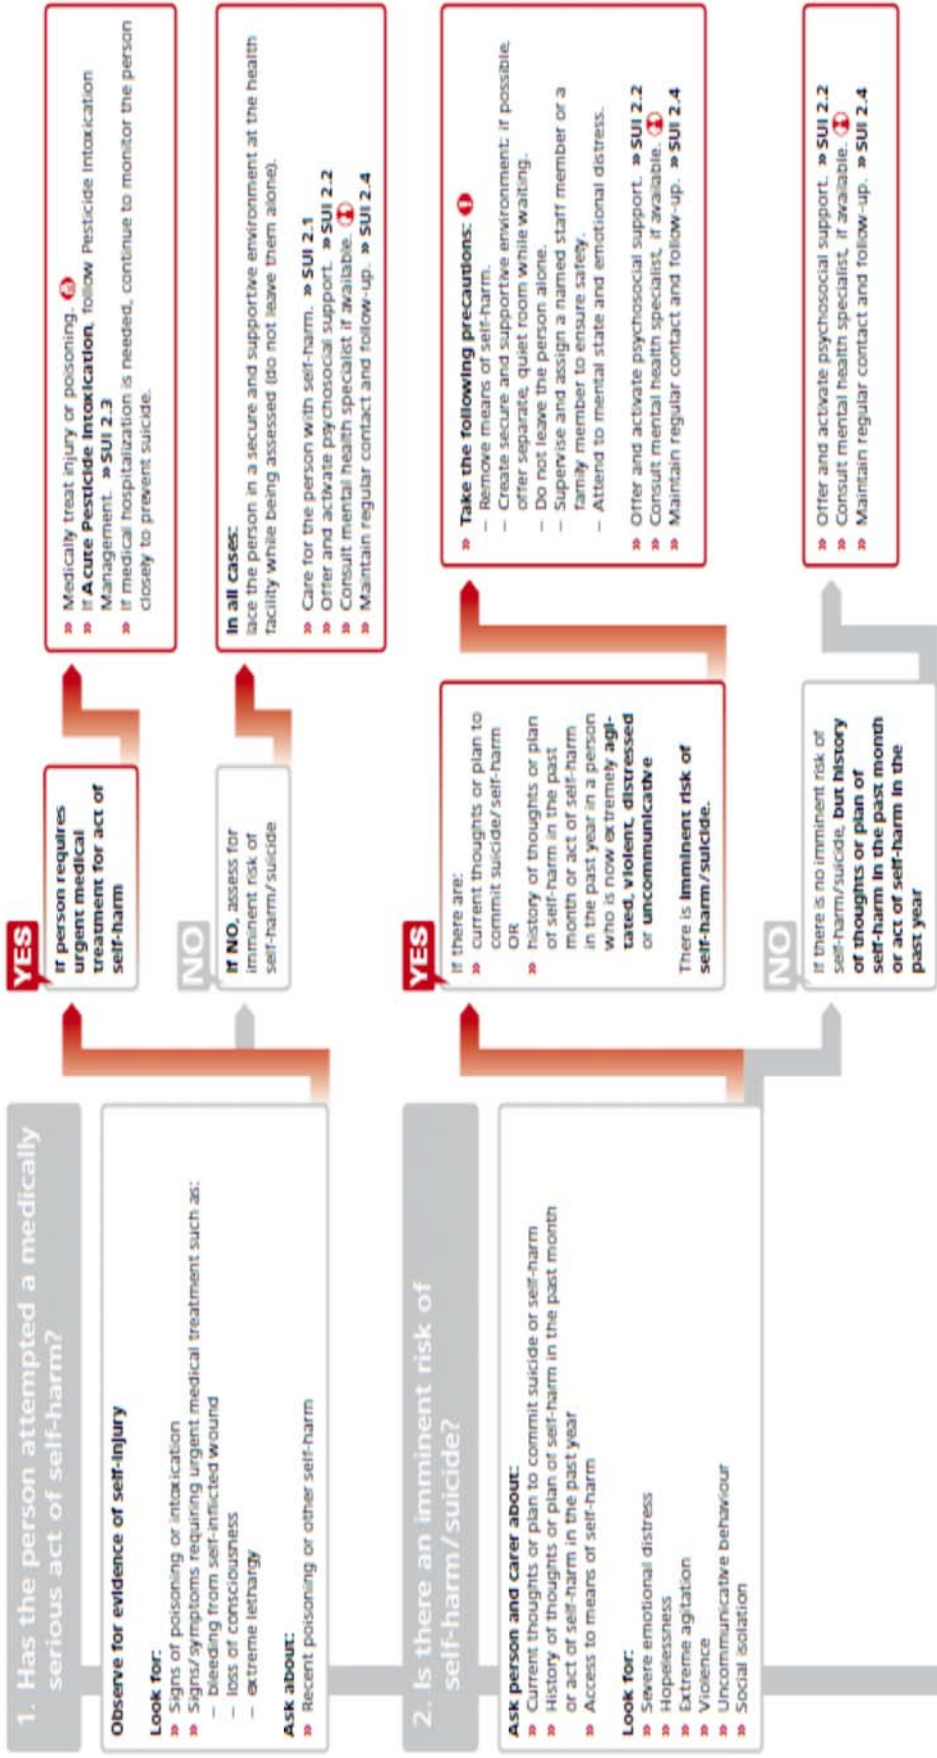 1. Has the person attempted a medically
serious act of self-harm?
Observe for evidence of self-injury
Look for:
» Signs of poisoning or intoxication
» Signs/symptoms requiring urgent medical treatment such as:
– bleeding from self-inflicted wound
– loss of consciousness
– extreme lethargy
Ask about:
» Recent poisoning or other self-harm
YES
If person requires
urgent medical
treatment for act of
self-harm
» Medically treat injury or poisoning.
» If Acute Pesticide Intoxication, follow Pesticide Intoxication
Management. » SUI 2.3
» If medical hospitalization is needed, continue to monitor the person
closely to prevent suicide.
NO
If NO, assess for
imminent risk of
self-harm/suicide
In all cases:
lace the person in a secure and supportive environment at the health
facility while being assessed (do not leave them alone).
» Care for the person with self-harm. » SUI 2.1
» Offer and activate psychosocial support. » SUI 2.2
» Consult mental health specialist if available.
» Maintain regular contact and follow-up. » SUI 2.4
2. Is there an imminent risk of
self-harm/suicide?
Ask person and carer about:
» Current thoughts or plan to commit suicide or self-harm
» History of thoughts or plan of self-harm in the past month
or act of self-harm in the past year
» Access to means of self-harm
Look for:
» Severe emotional distress
» Hopelessness
» Extreme agitation
» Violence
» Uncommunicative behaviour
» Social isolation
YES
If there are:
» current thoughts or plan to
commit suicide/self-harm
OR
» history of thoughts or plan
of self-harm in the past
month or act of self-harm
in the past year in a person
who is now extremely agi-
tated, violent, distressed
or uncommunicative
There is imminent risk of
self-harm/suicide.
» Take the following precautions: !
– Remove means of self-harm.
– Create secure and supportive environment; if possible,
offer separate, quiet room while waiting.
– Do not leave the person alone.
– Supervise and assign a named staff member or a
family member to ensure safety.
– Attend to mental state and emotional distress.
» Offer and activate psychosocial support. » SUI 2.2
» Consult mental health specialist, if available.
» Maintain regular contact and follow-up. » SUI 2.4
NO
If there is no imminent risk of
self-harm/suicide, but history
of thoughts or plan of
self-harm in the past month
or act of self-harm in the
past year
» Offer and activate psychosocial support. » SUI 2.2
» Consult mental health specialist, if available.
» Maintain regular contact and follow-up. » SUI 2.4